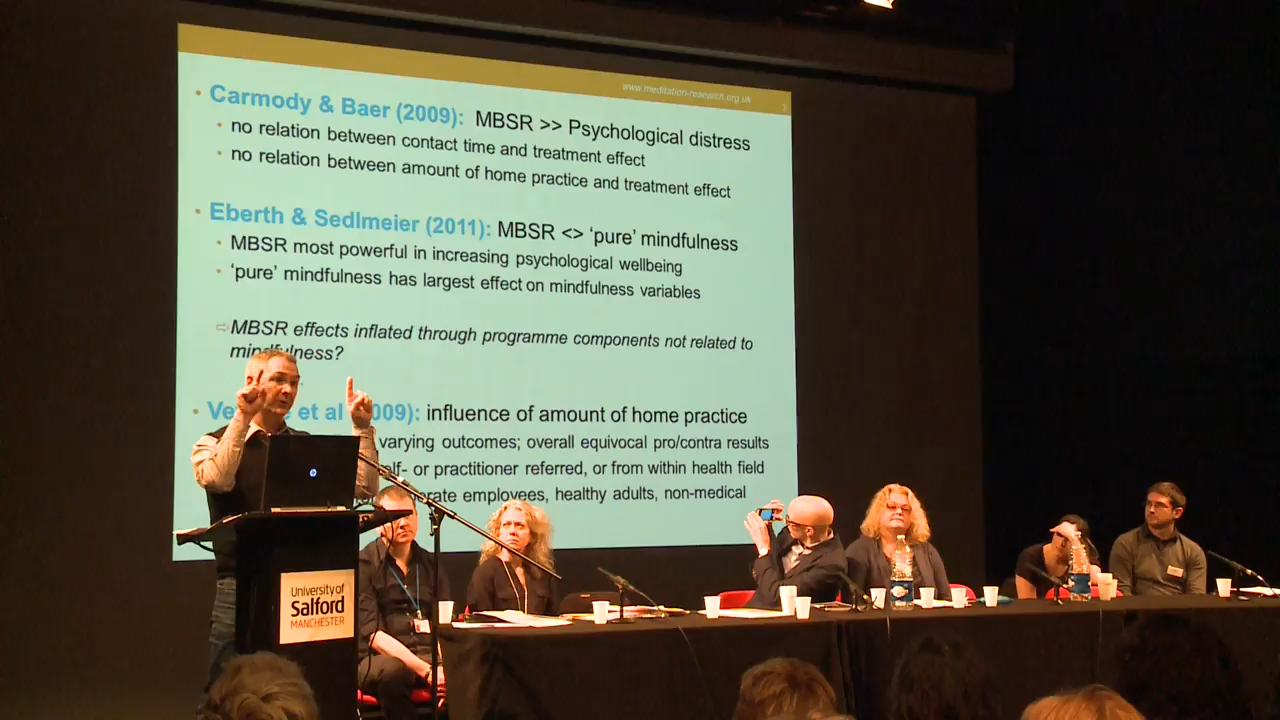 www.meditation-research.org.uk
• Carmody & Baer (2009): MBSR >> Psychological distress
• no relation between contact time and treatment effect
• no relation between amount of home practice and treatment effect
• Eberth & Sedlmeier (2011): MBSR <> ‘pure’ mindfulness
• MBSR most powerful in increasing psychological wellbeing
• ‘pure’ mindfulness has largest effect on mindfulness variables
⇨MBSR effects inflated through programme components not related to
mindfulness?
• et al 009): influence of amount of home practice
varying outcomes; overall equivocal pro/contra results
or practitioner referred, or from within health field
employees, healthy adults, non-medical
hp
University of
Salford
MANCHESTER